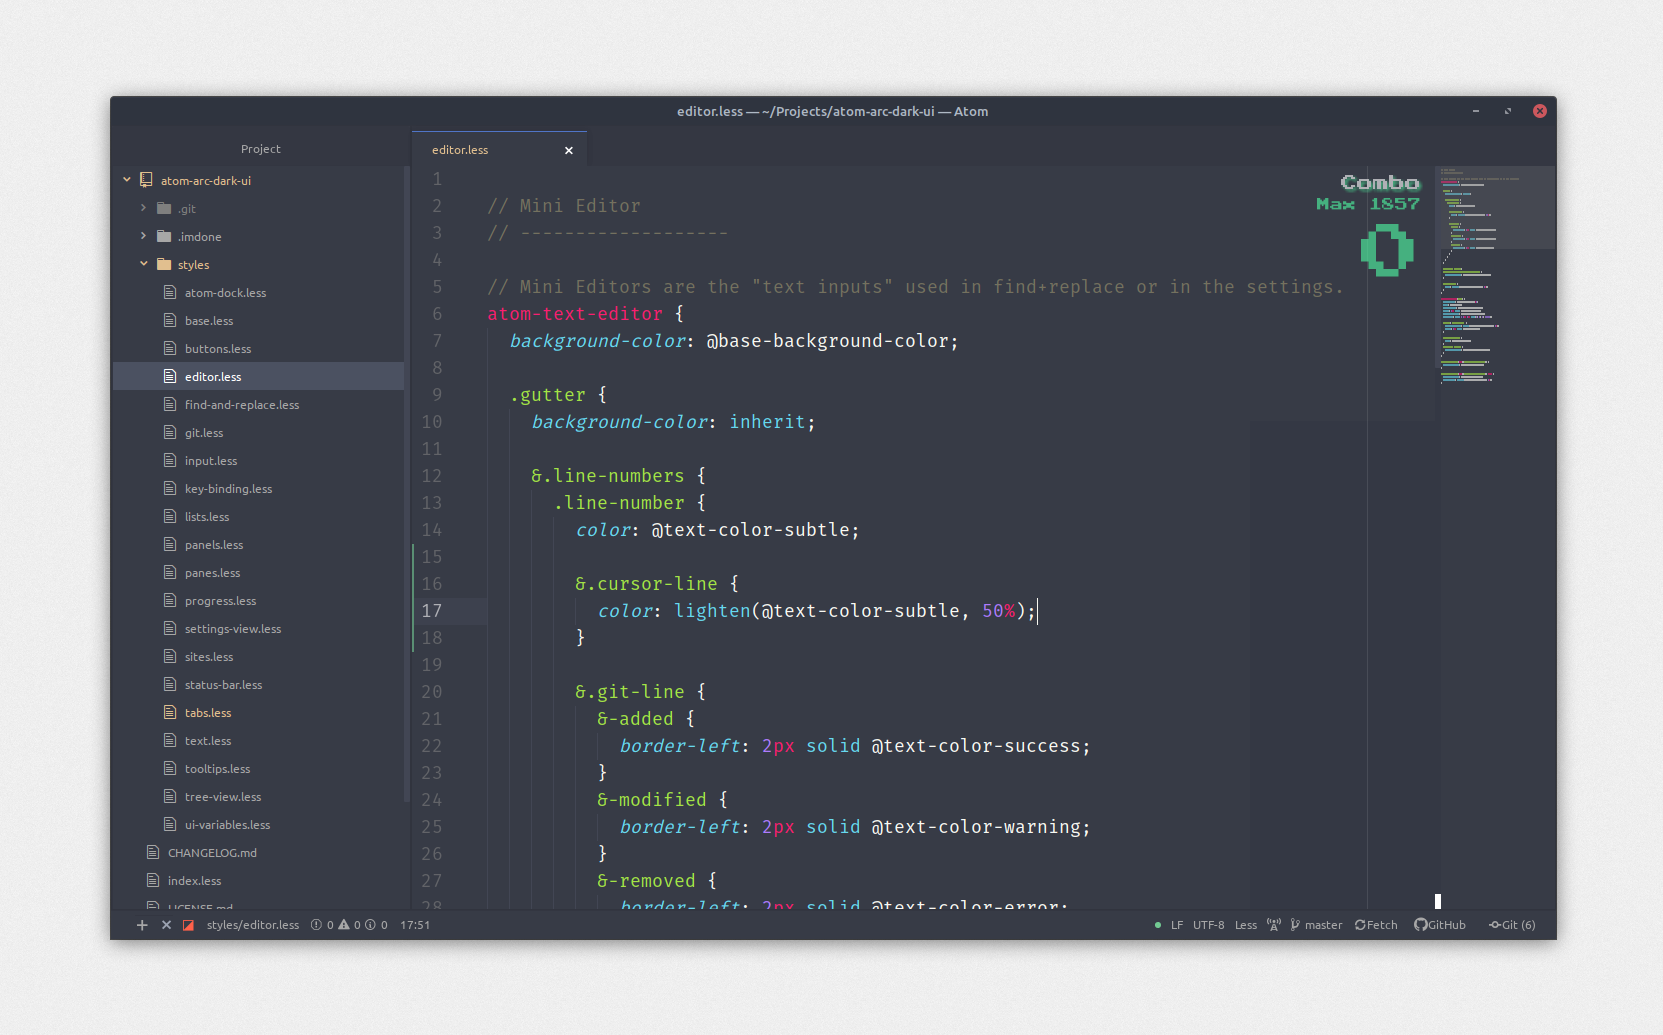 editor.less — ~/Projects/atom-arc-dark-ui — Atom
Project
atom-arc-dark-ui
.git
.imdone
styles
atom-dock.less
base.less
buttons.less
editor.less
find-and-replace.less
git.less
input.less
key-binding.less
lists.less
panels.less
panes.less
progress.less
settings-view.less
sites.less
status-bar.less
tabs.less
text.less
tooltips.less
tree-view.less
ui-variables.less
CHANGELOG.md
index.less
LICENSE.md
editor.less
1
2 // Mini Editor
3 // -------------------
4
5 // Mini Editors are the "text inputs" used in find+replace or in the settings.
6 atom-text-editor {
7 background-color: @base-background-color;
8
9 .gutter {
10 background-color: inherit;
11
12 &.line-numbers {
13 .line-number {
14 color: @text-color-subtle;
15
16 &.cursor-line {
17 color: lighten(@text-color-subtle, 50%);
18 }
19
20 &.git-line {
21 &-added {
22 border-left: 2px solid @text-color-success;
23 }
24 &-modified {
25 border-left: 2px solid @text-color-warning;
26 }
27 &-removed {
28 border-left: 2px solid @text-color-error;
Combo
Max 1857
0
styles/editor.less 0 0 0 17:51
LF UTF-8 Less master Fetch GitHub Git (6)